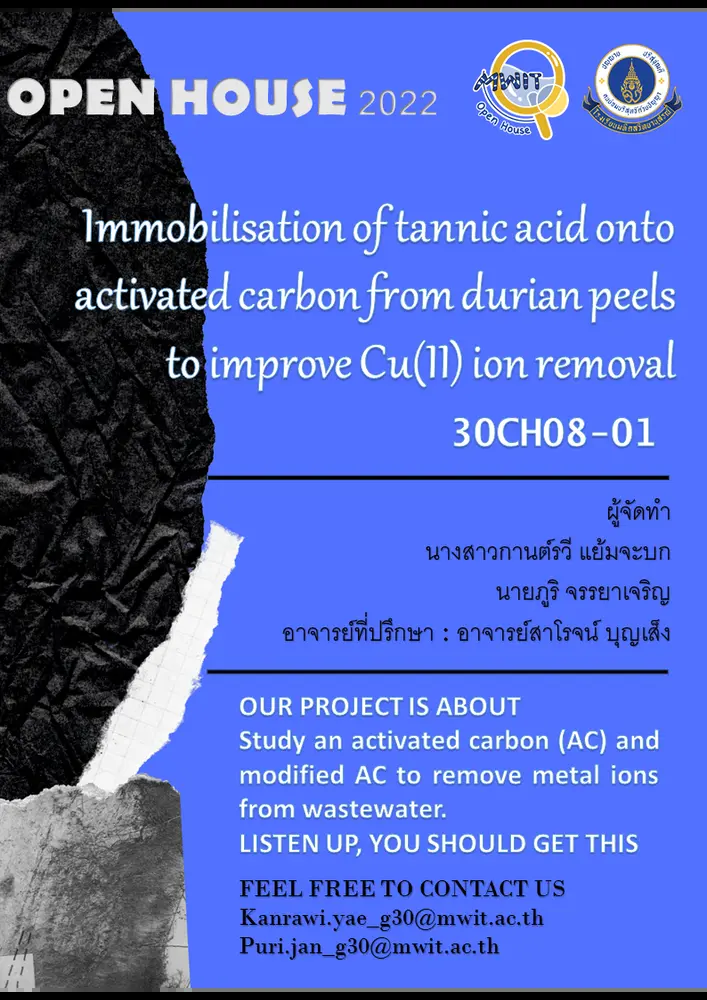 OPEN HOUSE 2022
MWIT
Open House
Immobilisation of tannic acid onto
activated carbon from durian peels
to improve Cu(II) ion removal
30CH08-01
ผู้จัดทำ
นางสาวกานต์รวี แย้มจะบก
นายภูริ จรรยาเจริญ
อาจารย์ที่ปรึกษา : อาจารย์สาโรจน์ บุญเส็ง
OUR PROJECT IS ABOUT
Study an activated carbon (AC) and
modified AC to remove metal ions
from wastewater.
LISTEN UP, YOU SHOULD GET THIS
FEEL FREE TO CONTACT US
Kanrawi.yae_g30@mwit.ac.th
Puri.jan_g30@mwit.ac.th